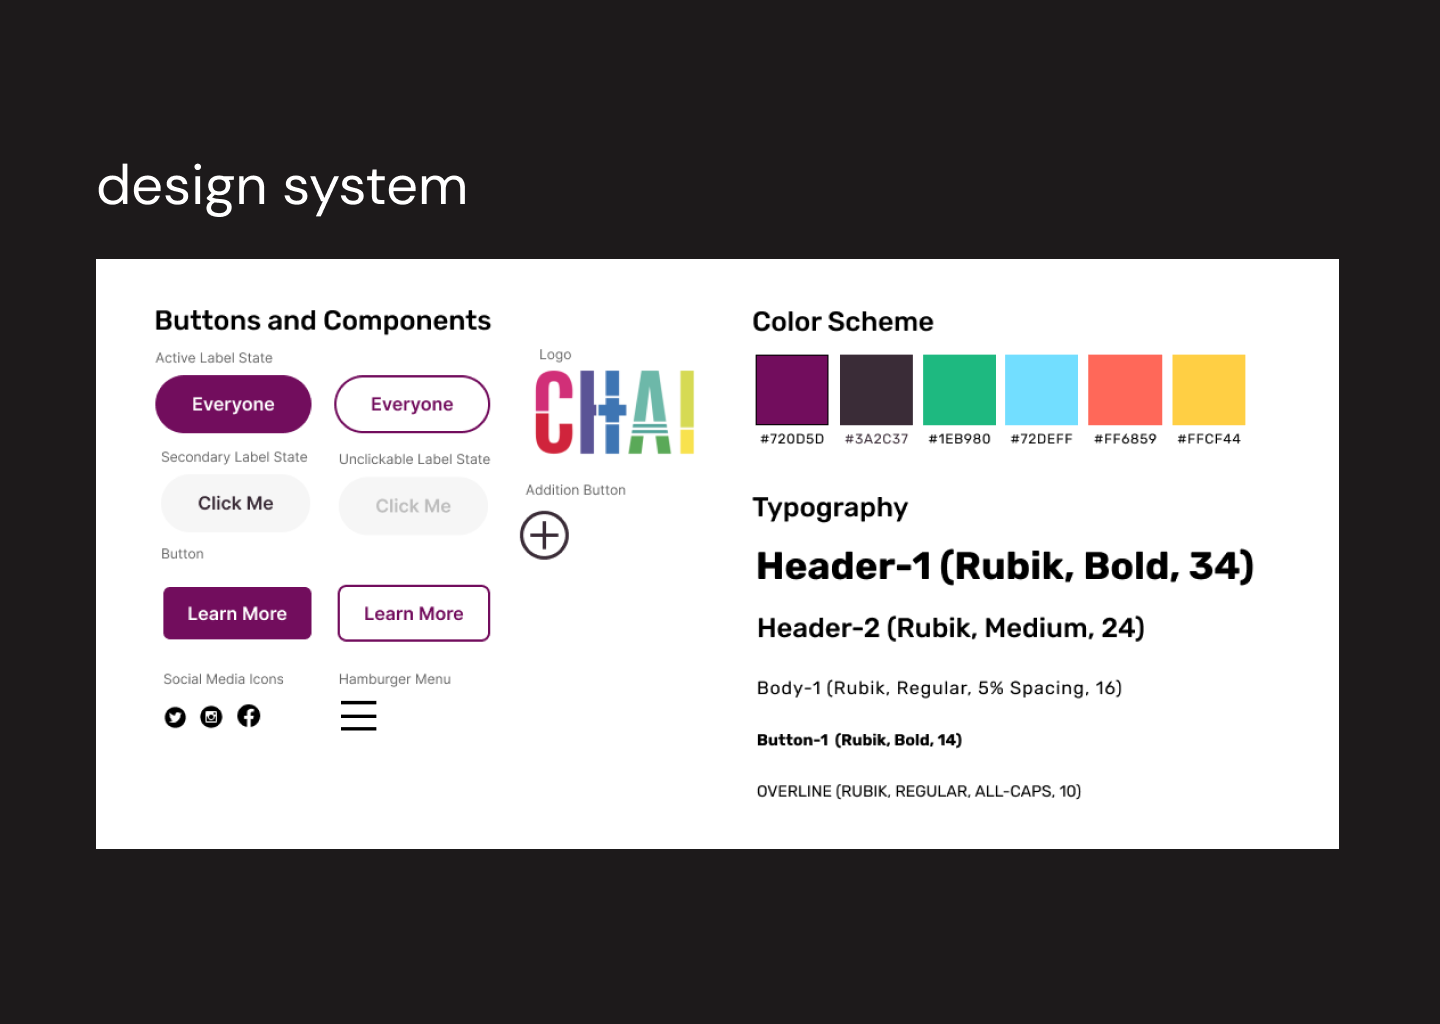 design system
Buttons and Components
Active Label State
Everyone
Everyone
Secondary Label State
Unclickable Label State
Click Me
Click Me
Button
Learn More
Learn More
Social Media Icons
Hamburger Menu
Logo
CHAI
Addition Button
Color Scheme
#720D5D #3A2C37 #1EB980 #72DEFF #FF6859 #FFCF44
Typography
Header-1 (Rubik, Bold, 34)
Header-2 (Rubik, Medium, 24)
Body-1 (Rubik, Regular, 5% Spacing, 16)
Button-1 (Rubik, Bold, 14)
OVERLINE (RUBIK, REGULAR, ALL-CAPS, 10)